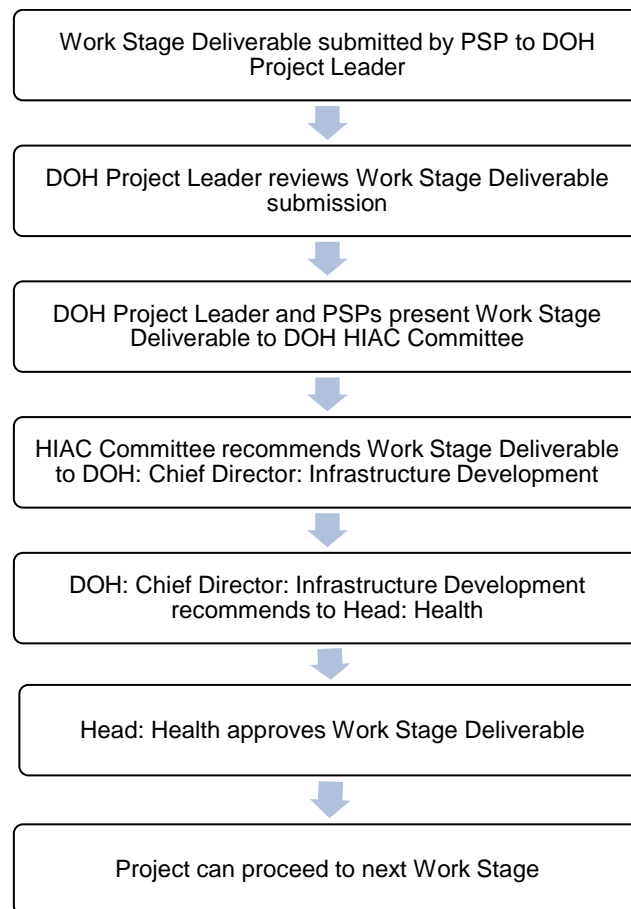 Work Stage Deliverable submitted by PSP to DOH
Project Leader
DOH Project Leader reviews Work Stage Deliverable
submission
DOH Project Leader and PSPs present Work Stage
Deliverable to DOH HIAC Committee
HIAC Committee recommends Work Stage Deliverable
to DOH: Chief Director: Infrastructure Development
DOH: Chief Director: Infrastructure Development
recommends to Head: Health
Head: Health approves Work Stage Deliverable
Project can proceed to next Work Stage